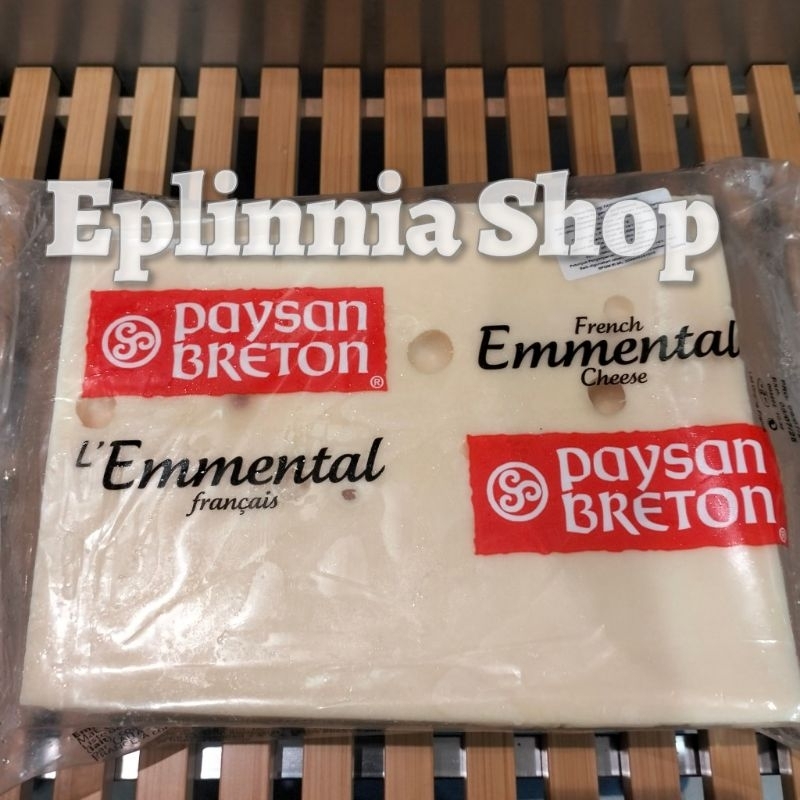 Eplinnia Shop
Paysan
Breton
®
French
Emmental
Cheese
L'Emmental
français
Paysan
Breton
®